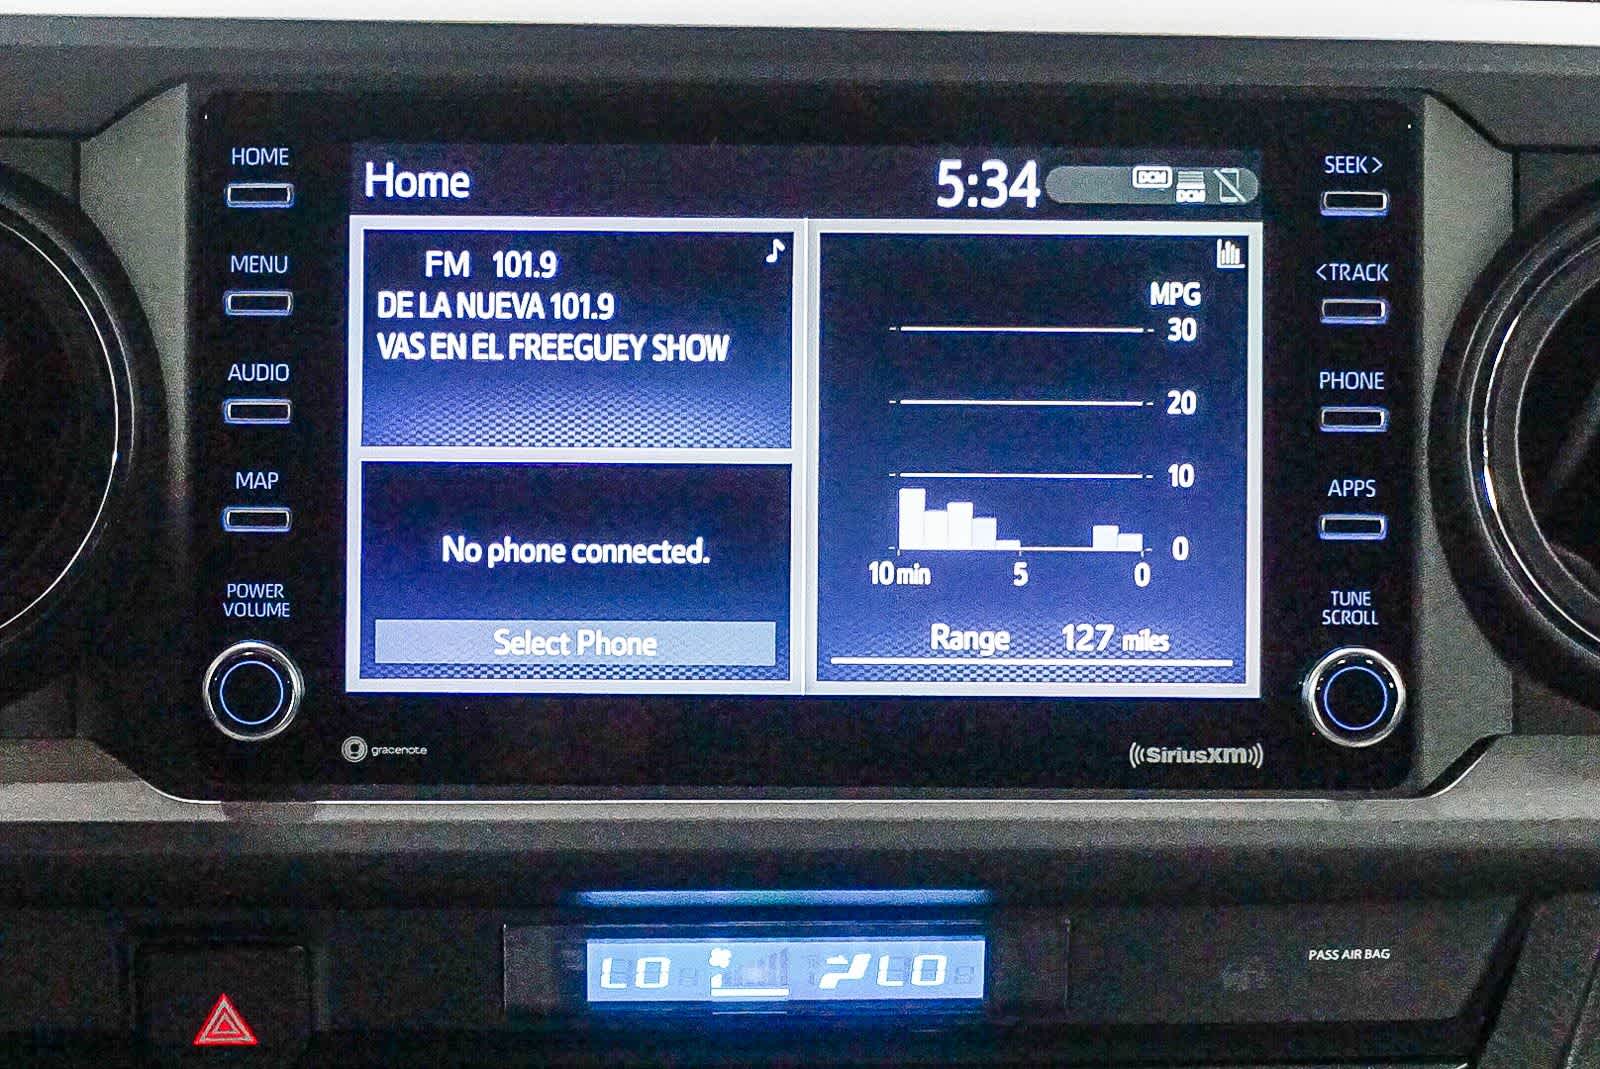 HOME
MENU
AUDIO
MAP
POWER
VOLUME
Home
5:34
DCM
DCM
FM 101.9
DE LA NUEVA 101.9
VAS EN EL FREEGUEY SHOW
No phone connected.
Select Phone
MPG
30
20
10
0
10 min 5 0
Range 127 miles
SEEK >
< TRACK
PHONE
APPS
TUNE
SCROLL
gracenote
SiriusXM
LO LO
PASS AIR BAG